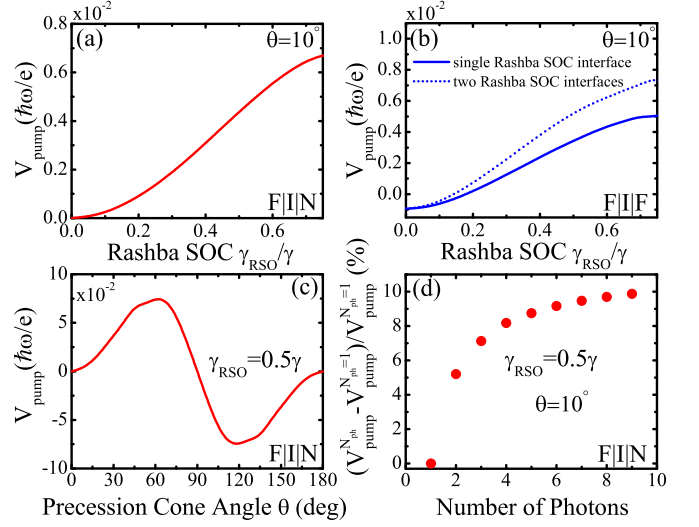 x10⁻²
(a)
θ=10°
0.8
0.6
0.4
0.2
0.0
V_pump(ℏω/e)
F|I|N
0.0 0.2 0.4 0.6
Rashba SOC γ_RSO/γ
x10⁻²
(b)
θ=10°
single Rashba SOC interface
two Rashba SOC interfaces
1.0
0.8
0.6
0.4
0.2
0.0
V_pump(ℏω/e)
F|I|F
0.0 0.2 0.4 0.6
Rashba SOC γ_RSO/γ
x10⁻²
(c)
10
5
0
-5
-10
V_pump(ℏω/e)
γ_RSO=0.5γ
F|I|N
0 30 60 90 120 150 180
Precession Cone Angle θ (deg)
(d)
10
8
6
4
2
0
(V_pump^{N_ph}-V_pump^{N_ph=1})/V_pump^{N_ph=1} (%)
γ_RSO=0.5γ
θ=10°
F|I|N
0 2 4 6 8 10
Number of Photons